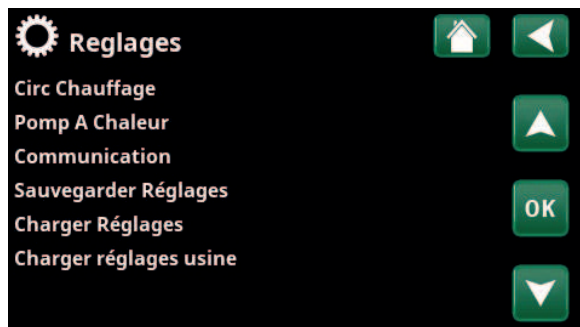 Reglages
Circ Chauffage
Pomp A Chaleur
Communication
Sauvegarder Réglages
OK
Charger Réglages
Charger réglages usine